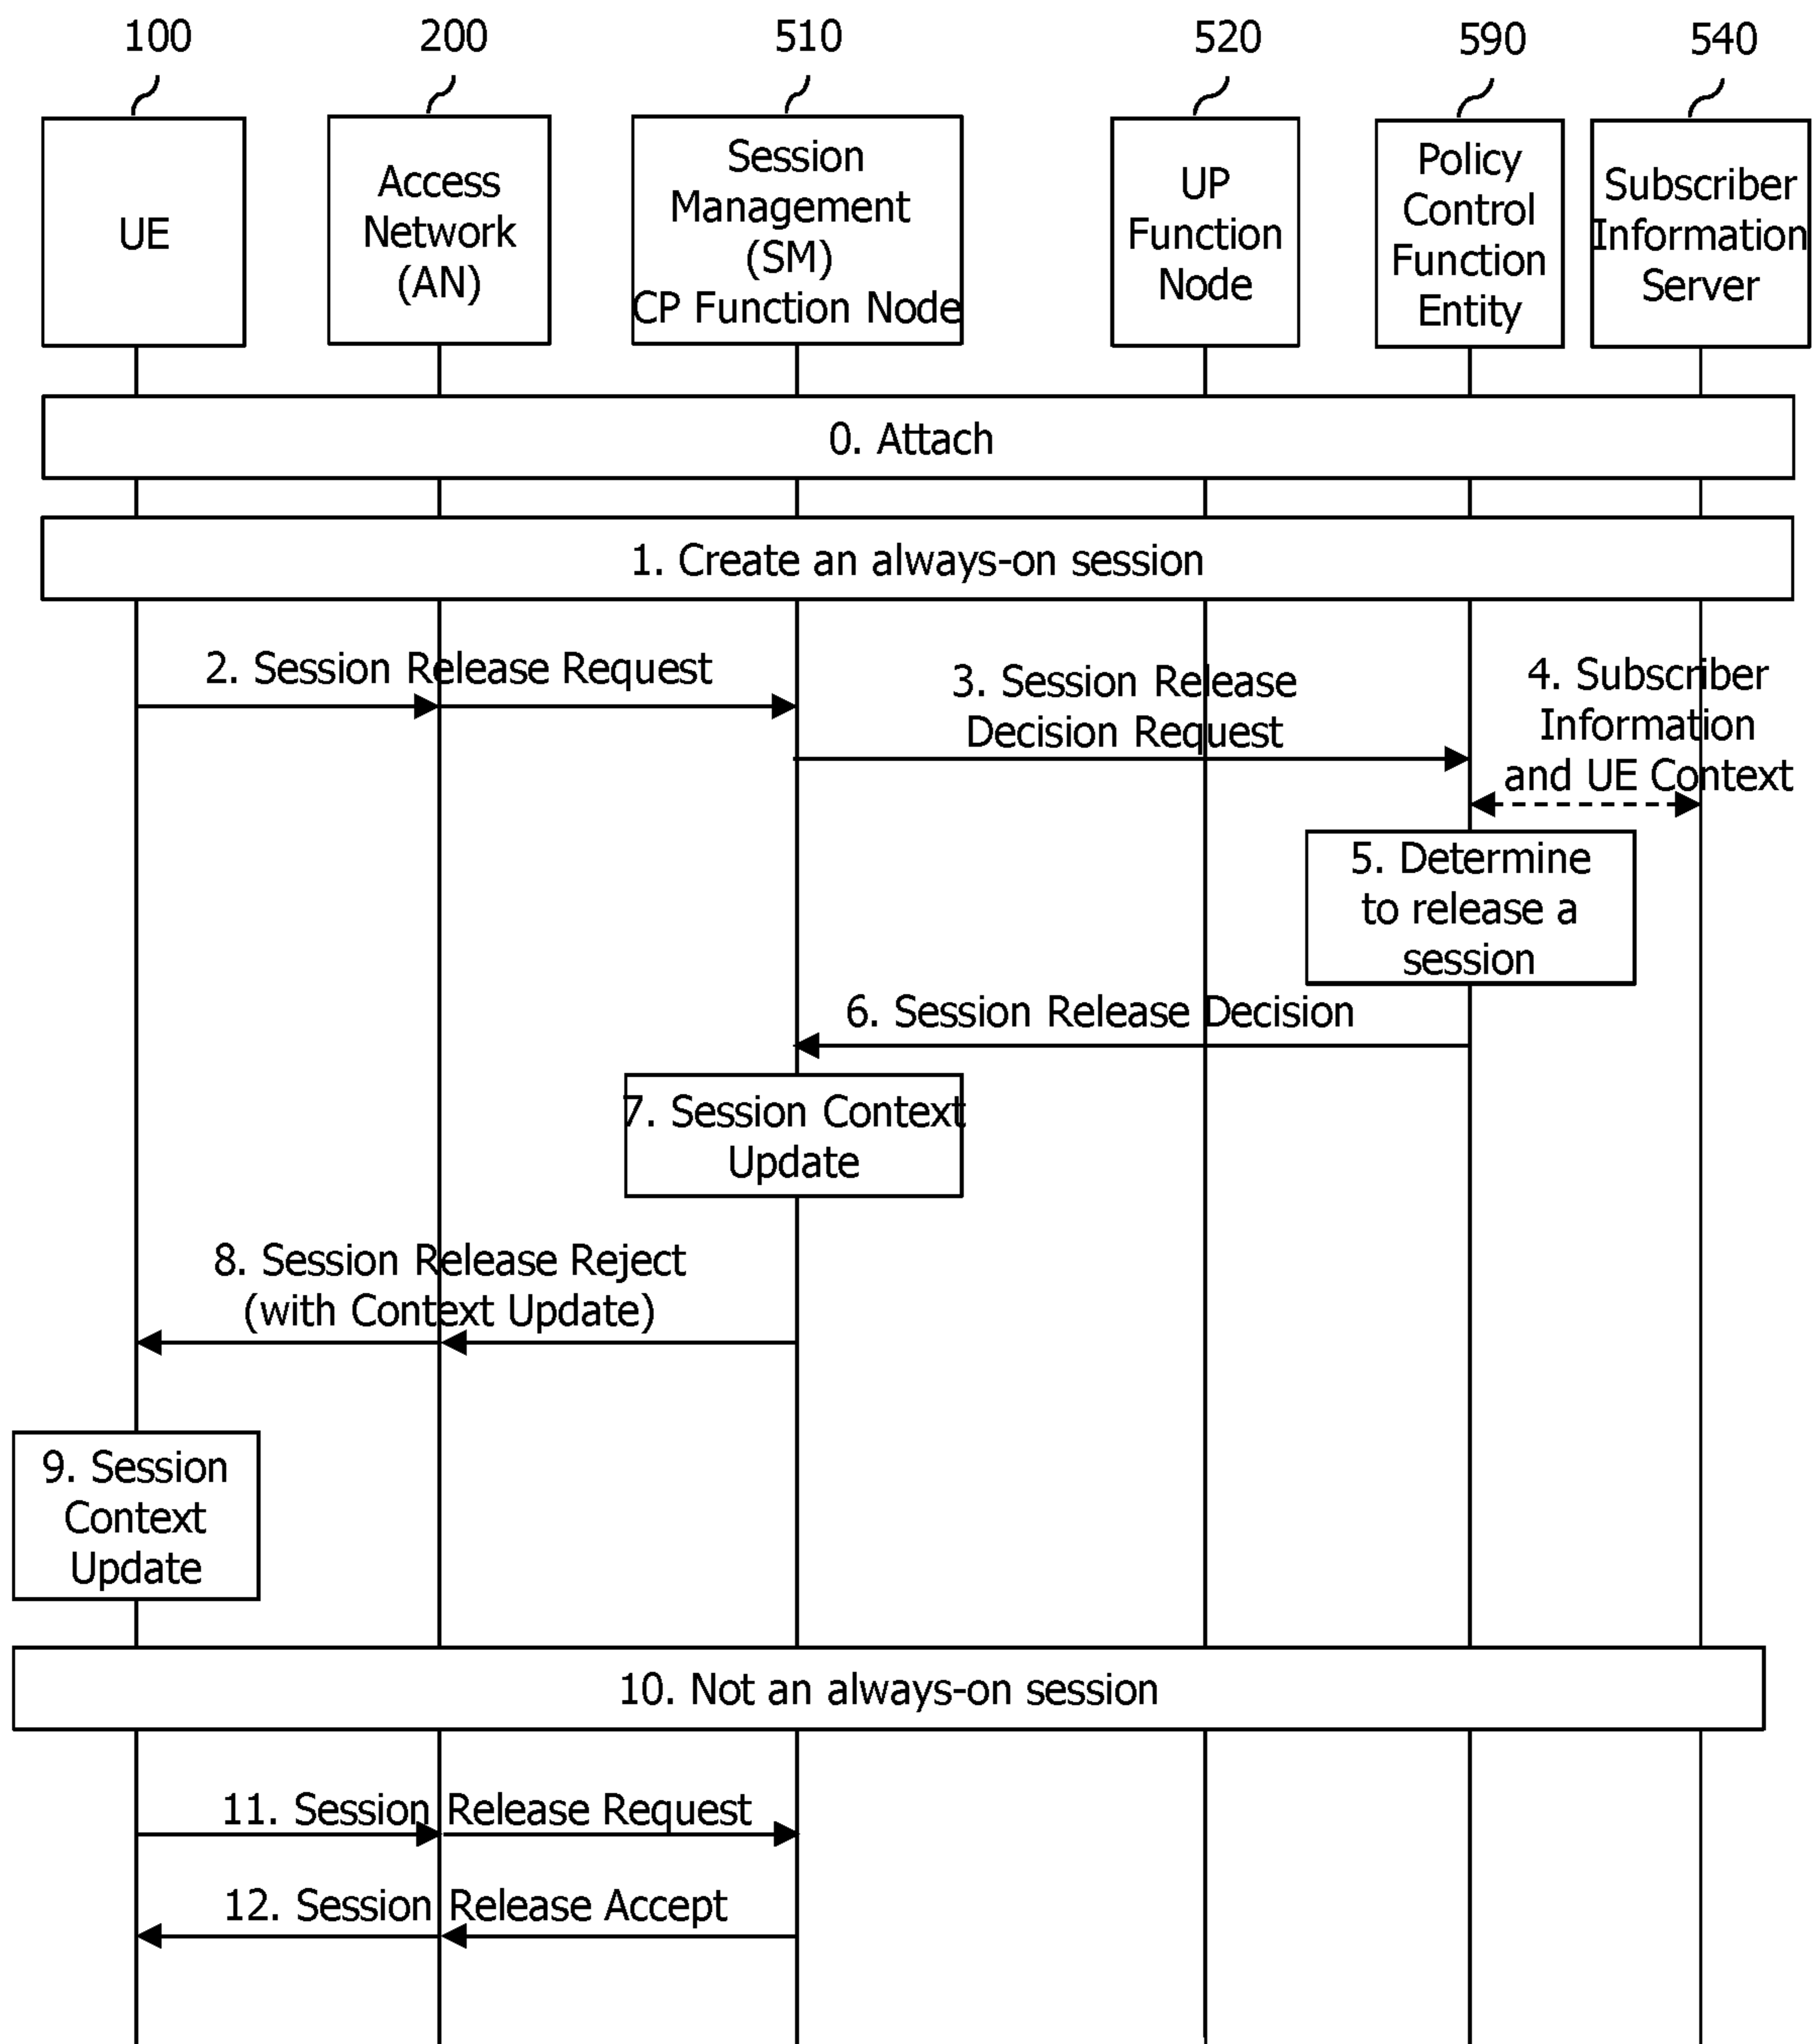 100
200
510
520
590
540
UE
Access
Network
(AN)
Session
Management
(SM)
CP Function Node
UP
Function
Node
Policy
Control
Function
Entity
Subscriber
Information
Server
0. Attach
1. Create an always-on session
2. Session Release Request
3. Session Release
Decision Request
4. Subscriber
Information
and UE Context
5. Determine
to release a
session
6. Session Release Decision
7. Session Context
Update
8. Session Release Reject
(with Context Update)
9. Session
Context
Update
10. Not an always-on session
11. Session Release Request
12. Session Release Accept